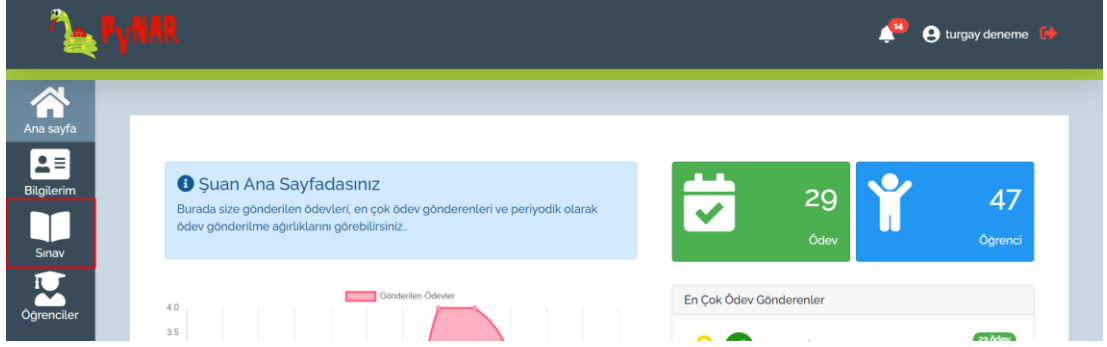 PyNAR
14
turgay deneme
Ana sayfa
Bilgilerim
Sınav
Öğrenciler
Şuan Ana Sayfadasınız
Burada size gönderilen ödevleri, en çok ödev gönderenleri ve periyodik olarak
ödev gönderilme ağırlıklarını görebilirsiniz..
29
Ödev
47
Öğrenci
Gönderilen Ödevler
4.0
3.5
En Çok Ödev Gönderenler
23 ödev